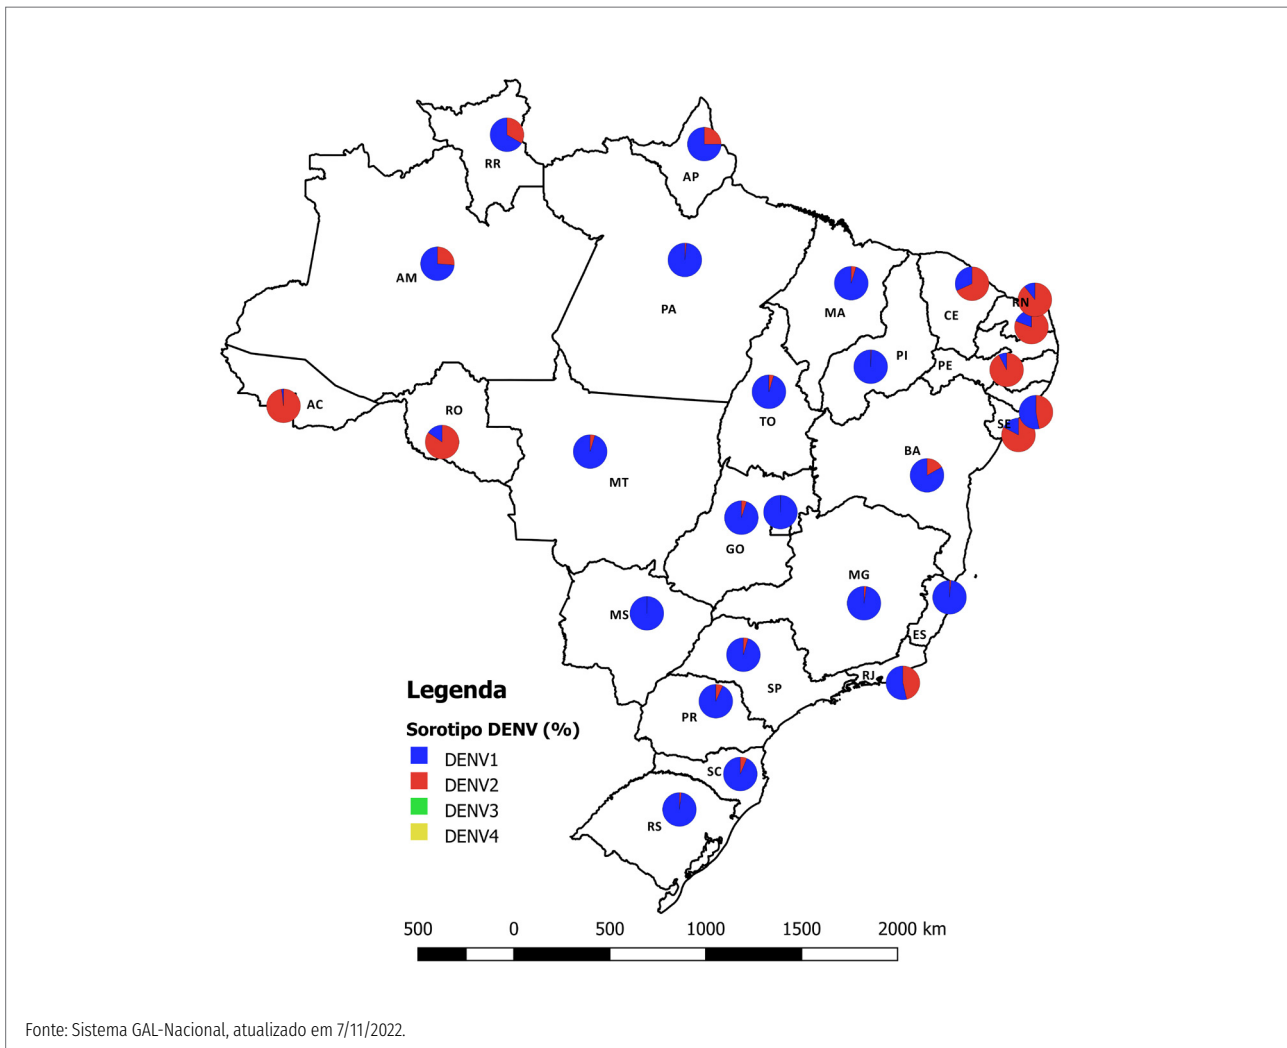 RR
AP
AM
PA
MA
CE
RN
PI
PE
AC
RO
TO
SE
BA
MT
GO
MG
MS
ES
RJ
SP
PR
SC
RS
Legenda
Sorotipo DENV (%)
DENV1
DENV2
DENV3
DENV4
500 0 500 1000 1500 2000 km
Fonte: Sistema GAL-Nacional, atualizado em 7/11/2022.